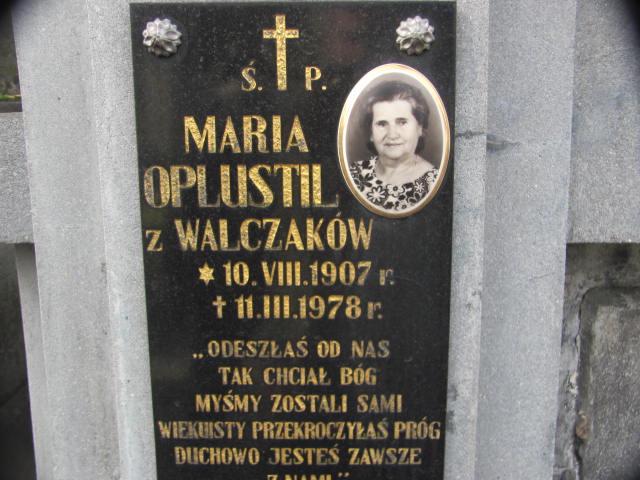 Ś. P.
MARIA
OPLUSTIL
z WALCZAKÓW
* 10.VIII.1907 r.
† 11.III.1978 r.
„ODESZŁAŚ OD NAS
TAK CHCIAŁ BÓG
MYŚMY ZOSTALI SAMI
WIEKUISTY PRZEKROCZYŁAŚ PRÓG
DUCHOWO JESTEŚ ZAWSZE
Z NAMI"